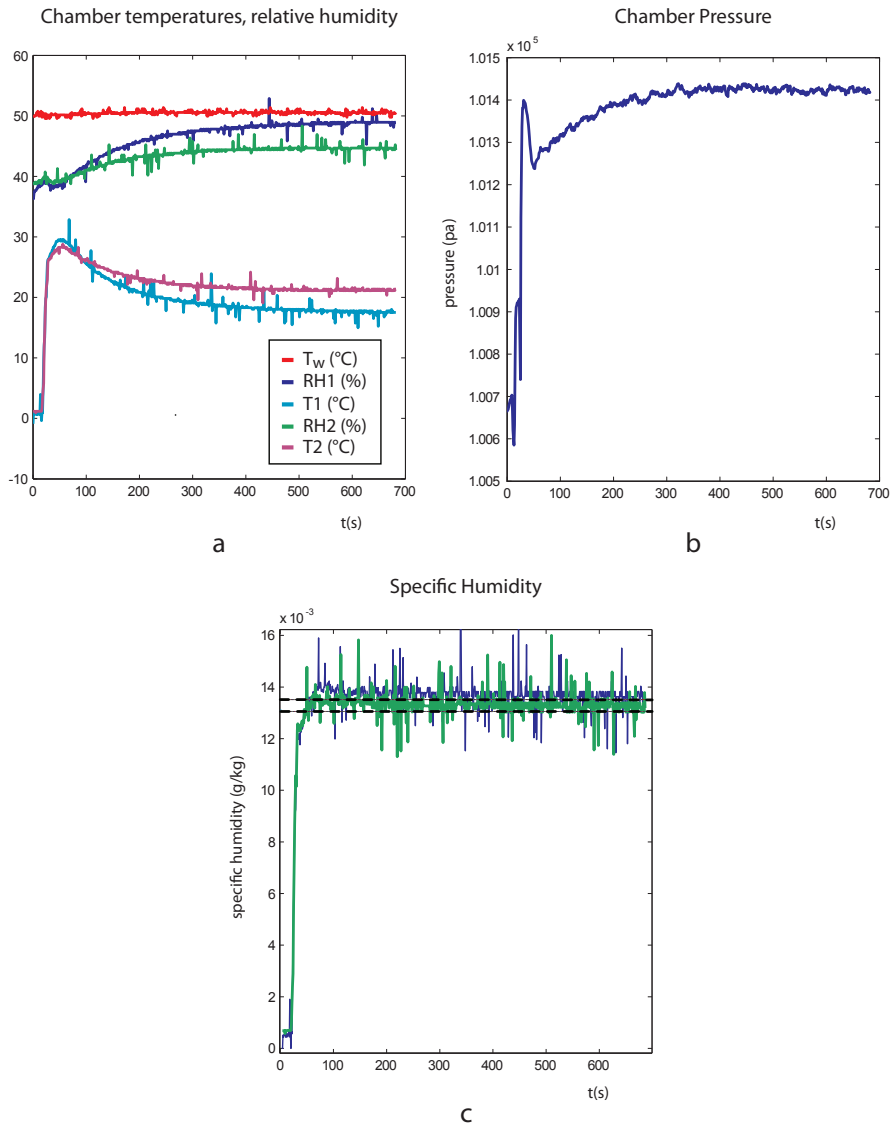 Chamber temperatures, relative humidity
60
50
40
30
20
10
0
-10
0
100
200
300
400
500
600
700
t(s)
T_W (°C)
RH1 (%)
T1 (°C)
RH2 (%)
T2 (°C)
a
Chamber Pressure
x 10^5
1.015
1.014
1.013
1.012
1.01
1.009
1.008
1.007
1.006
1.005
pressure (pa)
0
100
200
300
400
500
600
700
t(s)
b
Specific Humidity
x 10^-3
16
14
12
10
8
6
4
2
0
specific humidity (g/kg)
0
100
200
300
400
500
600
t(s)
c